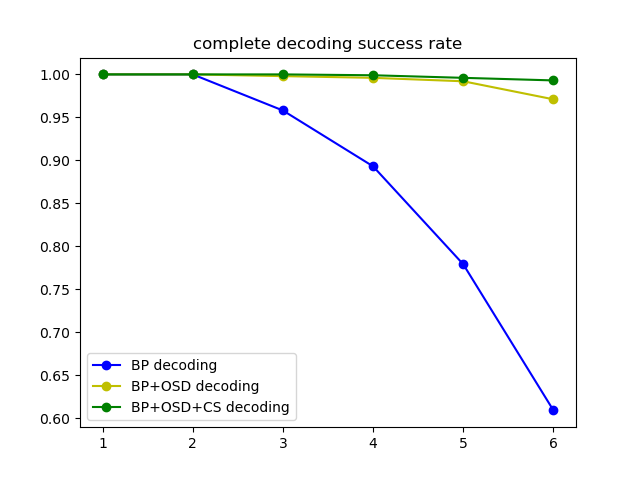 complete decoding success rate
1.00
0.95
0.90
0.85
0.80
0.75
0.70
0.65
0.60
BP decoding
BP+OSD decoding
BP+OSD+CS decoding
1 2 3 4 5 6